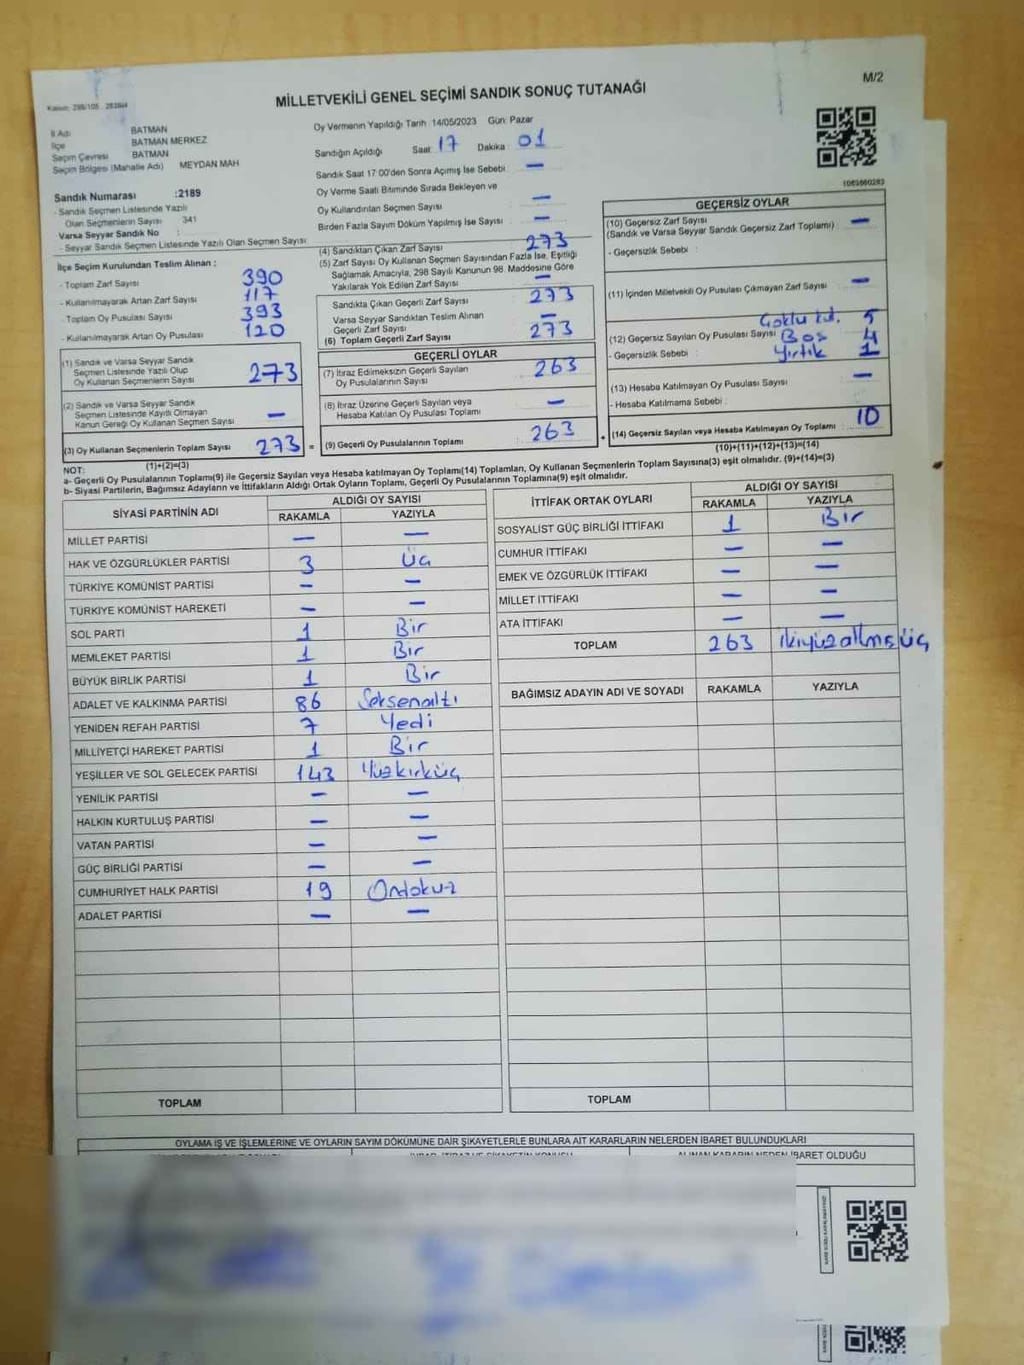 MİLLETVEKİLİ GENEL SEÇİMİ SANDIK SONUÇ TUTANAĞI
M/2
İl Adı BATMAN
İlçe BATMAN MERKEZ
Seçim Çevresi BATMAN
Seçim Bölgesi (Mahalle Adı) MEYDAN MAH
Sandık Numarası :2189
- Sandık Seçmen Listesinde Yazılı
Olan Seçmenlerin Sayısı 341
Varsa Seyyar Sandık No :
- Seyyar Sandık Seçmen Listesinde Yazılı Olan Seçmen Sayısı
Oy Vermenin Yapıldığı Tarih :14/05/2023 Gün: Pazar
Sandığın Açıldığı Saat: 17 Dakika: 01
Sandık Saat 17:00'den Sonra Açımış İse Sebebi : —
Oy Verme Saati Bitiminde Sırada Bekleyen ve
Oy Kullandırılan Seçmen Sayısı —
Birden Fazla Sayım Döküm Yapılmış İse Sayısı —
1063660283
İlçe Seçim Kurulundan Teslim Alınan :
- Toplam Zarf Sayısı 390
- Kullanılmayarak Artan Zarf Sayısı 117
- Toplam Oy Pusulası Sayısı 393
- Kullanılmayarak Artan Oy Pusulası 120
(1) Sandık ve Varsa Seyyar Sandık
Seçmen Listesinde Yazılı Olup
Oy Kullanan Seçmenlerin Sayısı 273
(2) Sandık ve Varsa Seyyar Sandık
Seçmen Listesinde Kayıtlı Olmayan
Kanun Gereği Oy Kullanan Seçmen Sayısı —
(3) Oy Kullanan Seçmenlerin Toplam Sayısı 273 =
(1)+(2)=(3)
(4) Sandıktan Çıkan Zarf Sayısı 273
(5) Zarf Sayısı Oy Kullanan Seçmen Sayısından Fazla İse, Eşitliği
Sağlamak Amacıyla, 298 Sayılı Kanunun 98. Maddesine Göre
Yakılarak Yok Edilen Zarf Sayısı —
Sandıkta Çıkan Geçerli Zarf Sayısı 273
Varsa Seyyar Sandıktan Teslim Alınan
Geçerli Zarf Sayısı —
(6) Toplam Geçerli Zarf Sayısı 273
GEÇERLİ OYLAR
(7) İtiraz Edilmeksizin Geçerli Sayılan
Oy Pusulalarının Sayısı 263
(8) İtiraz Üzerine Geçerli Sayılan veya
Hesaba Katılan Oy Pusulası Toplamı —
(9) Geçerli Oy Pusulalarının Toplamı 263 +
GEÇERSİZ OYLAR
(10) Geçersiz Zarf Sayısı
(Sandık ve Varsa Seyyar Sandık Geçersiz Zarf Toplamı) —
- Geçersizlik Sebebi :
(11) İçinden Milletvekili Oy Pusulası Çıkmayan Zarf Sayısı —
(12) Geçersiz Sayılan Oy Pusulası Sayısı 5
- Geçersizlik Sebebi : Boş 4
Yırtık 1
(13) Hesaba Katılmayan Oy Pusulası Sayısı —
- Hesaba Katılmama Sebebi :
(14) Geçersiz Sayılan veya Hesaba Katılmayan Oy Toplamı 10
(10)+(11)+(12)+(13)=(14)
NOT:
a- Geçerli Oy Pusulalarının Toplamı(9) ile Geçersiz Sayılan veya Hesaba katılmayan Oy Toplamı(14) Toplamları, Oy Kullanan Seçmenlerin Toplam Sayısına(3) eşit olmalıdır. (9)+(14)=(3)
b- Siyasi Partilerin, Bağımsız Adayların ve İttifakların Aldığı Ortak Oyların Toplamı, Geçerli Oy Pusulalarının Toplamına(9) eşit olmalıdır.
SİYASİ PARTİNİN ADI ALDIĞI OY SAYISI
RAKAMLA YAZIYLA
MİLLET PARTİSİ — —
HAK VE ÖZGÜRLÜKLER PARTİSİ 3 Üç
TÜRKİYE KOMÜNİST PARTİSİ — —
TÜRKİYE KOMÜNİST HAREKETİ — —
SOL PARTİ 1 Bir
MEMLEKET PARTİSİ 1 Bir
BÜYÜK BİRLİK PARTİSİ 1 Bir
ADALET VE KALKINMA PARTİSİ 86 Seksenaltı
YENİDEN REFAH PARTİSİ 7 Yedi
MİLLİYETÇİ HAREKET PARTİSİ 1 Bir
YEŞİLLER VE SOL GELECEK PARTİSİ 143 Yüzkırküç
YENİLİK PARTİSİ — —
HALKIN KURTULUŞ PARTİSİ — —
VATAN PARTİSİ — —
GÜÇ BİRLİĞİ PARTİSİ — —
CUMHURİYET HALK PARTİSİ 19 Ondokuz
ADALET PARTİSİ — —
TOPLAM
İTTİFAK ORTAK OYLARI ALDIĞI OY SAYISI
RAKAMLA YAZIYLA
SOSYALİST GÜÇ BİRLİĞİ İTTİFAKI 1 Bir
CUMHUR İTTİFAKI — —
EMEK VE ÖZGÜRLÜK İTTİFAKI — —
MİLLET İTTİFAKI — —
ATA İTTİFAKI — —
TOPLAM 263 ikiyüzaltmışüç
BAĞIMSIZ ADAYIN ADI VE SOYADI RAKAMLA YAZIYLA
TOPLAM
OYLAMA İŞ VE İŞLEMLERİNE VE OYLARIN SAYIM DÖKÜMÜNE DAİR ŞİKAYETLERLE BUNLARA AİT KARARLARIN NELERDEN İBARET BULUNDUKLARI
ALINAN KARARIN NEDEN İBARET OLDUĞU